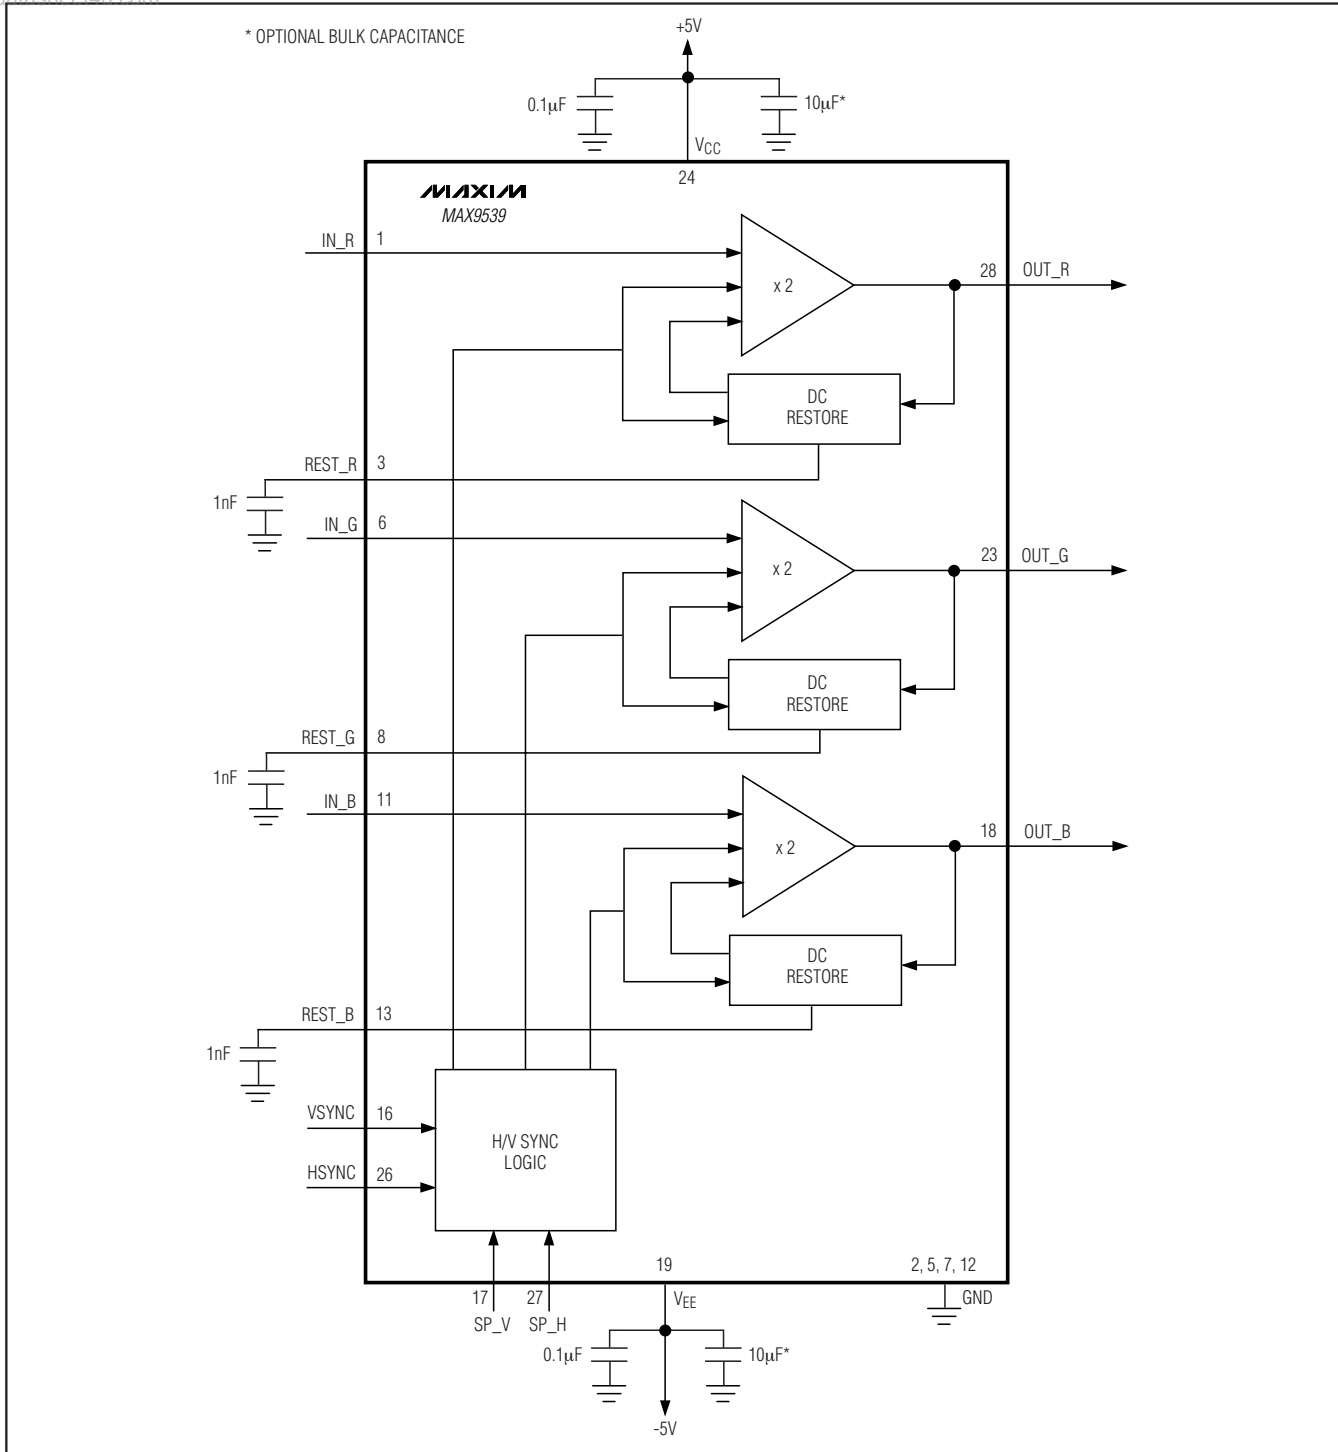 * OPTIONAL BULK CAPACITANCE
+5V
0.1µF
10µF*
VCC
24
MAXIM
MAX9539
IN_R
1
x 2
28
OUT_R
DC
RESTORE
REST_R
3
1nF
IN_G
6
x 2
23
OUT_G
DC
RESTORE
REST_G
8
1nF
IN_B
11
x 2
18
OUT_B
DC
RESTORE
REST_B
13
1nF
VSYNC
16
H/V SYNC
LOGIC
HSYNC
26
19
2, 5, 7, 12
17
27
VEE
GND
SP_V
SP_H
0.1µF
10µF*
-5V